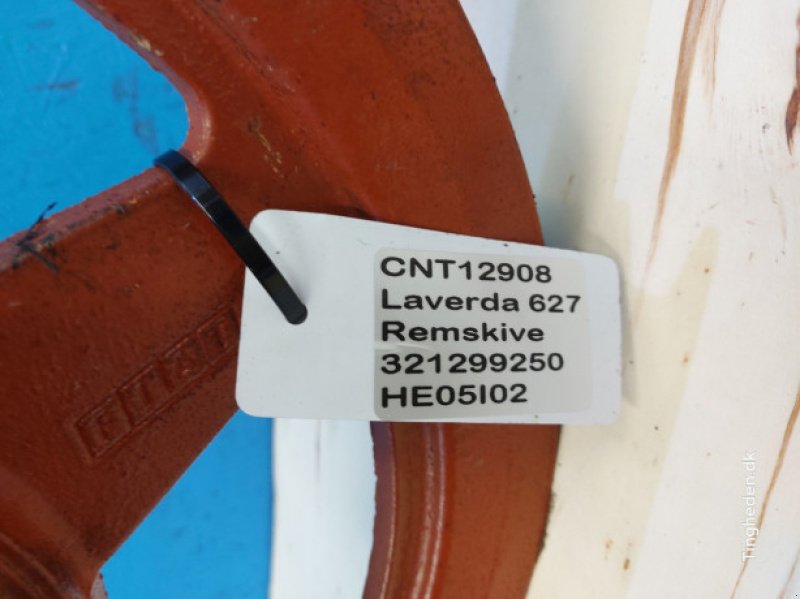 CNT12908
Laverda 627
Remskive
321299250
HE05I02
Tingheden.dk